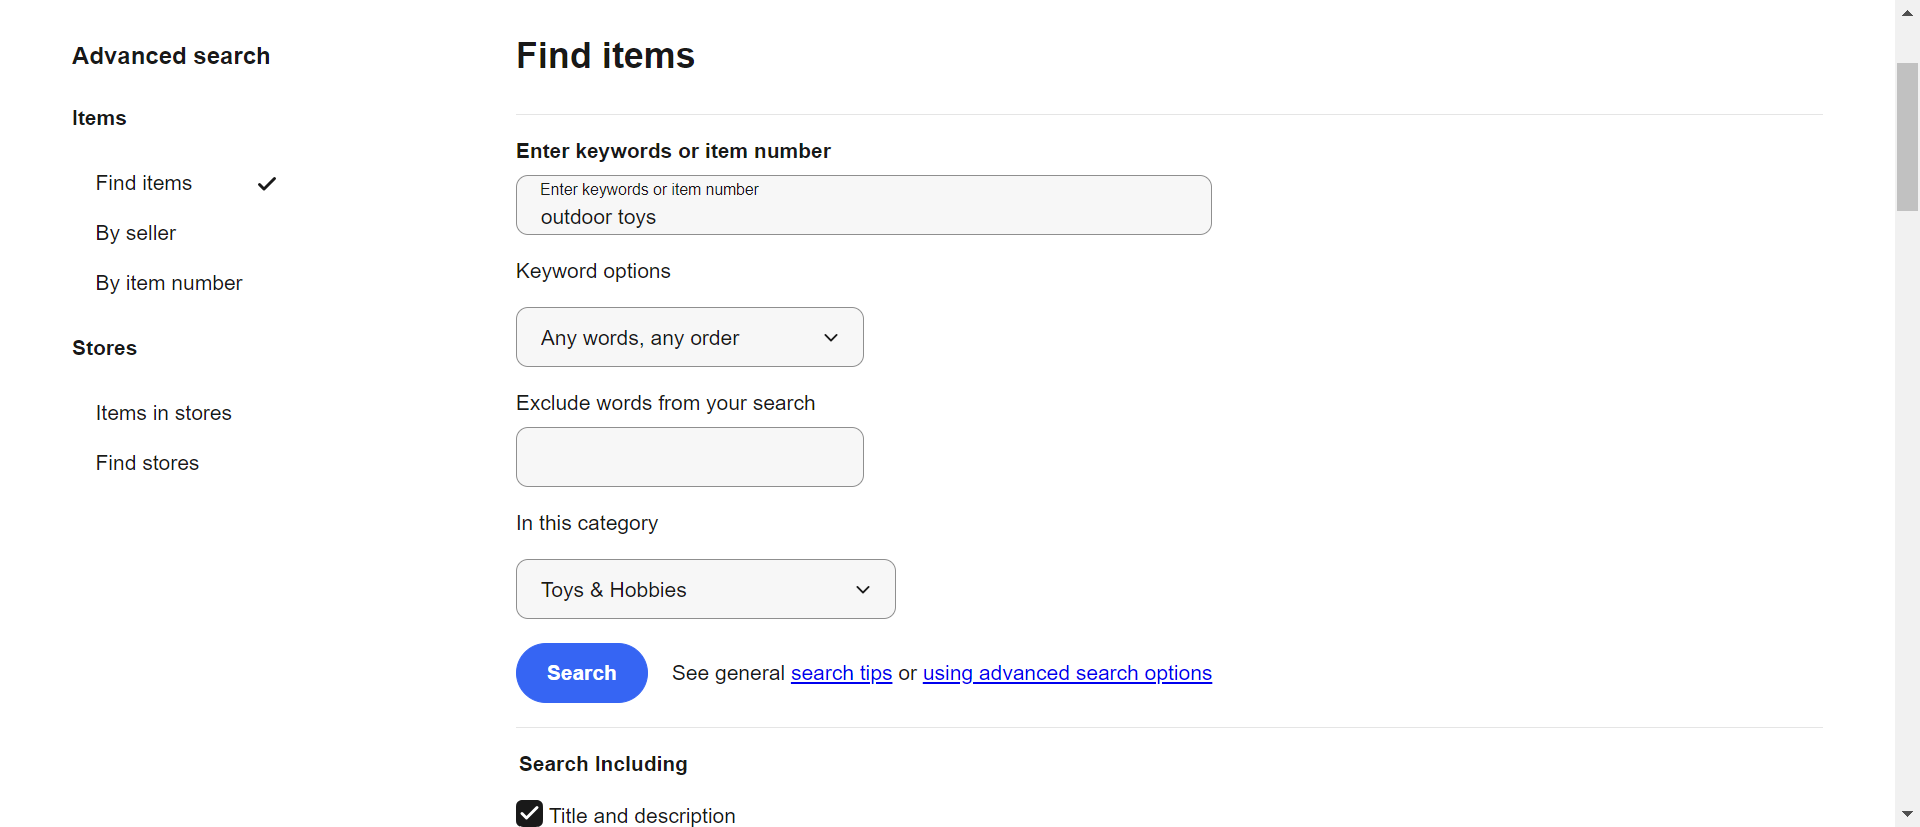 Advanced search
Items
Find items
By seller
By item number
Stores
Items in stores
Find stores
Find items
Enter keywords or item number
Enter keywords or item number
outdoor toys
Keyword options
Any words, any order
Exclude words from your search
In this category
Toys & Hobbies
Search
See general search tips or using advanced search options
Search Including
Title and description